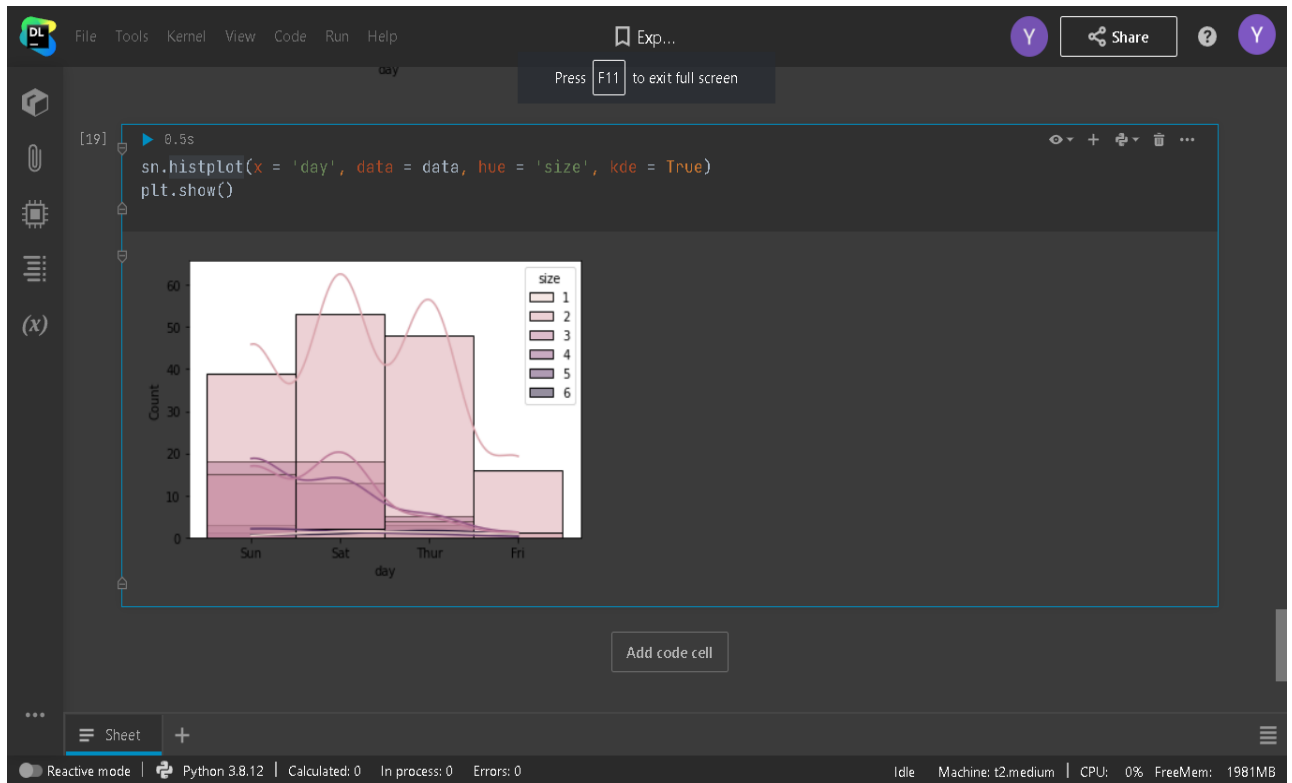 DL
File Tools Kernel View Code Run Help
Exp...
Y
Share
?
Y
day
Press F11 to exit full screen
[19]
0.5s
sn.histplot(x = 'day', data = data, hue = 'size', kde = True)
plt.show()
(x)
size
1
2
3
4
5
6
60
50
40
30
20
10
0
Count
Sun Sat Thur Fri
day
Add code cell
Sheet
Reactive mode | Python 3.8.12 | Calculated: 0 In process: 0 Errors: 0
Idle Machine: t2.medium | CPU: 0% FreeMem: 1981MB